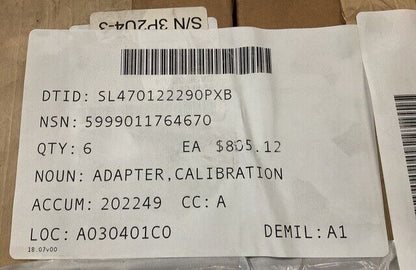 S/N 3P2U4-3
DTID: SL470122290PXB
NSN: 5999011764670
QTY: 6 EA $805.12
NOUN: ADAPTER,CALIBRATION
ACCUM: 202249 CC: A
LOC: A030401C0 DEMIL: A1
18.07v00